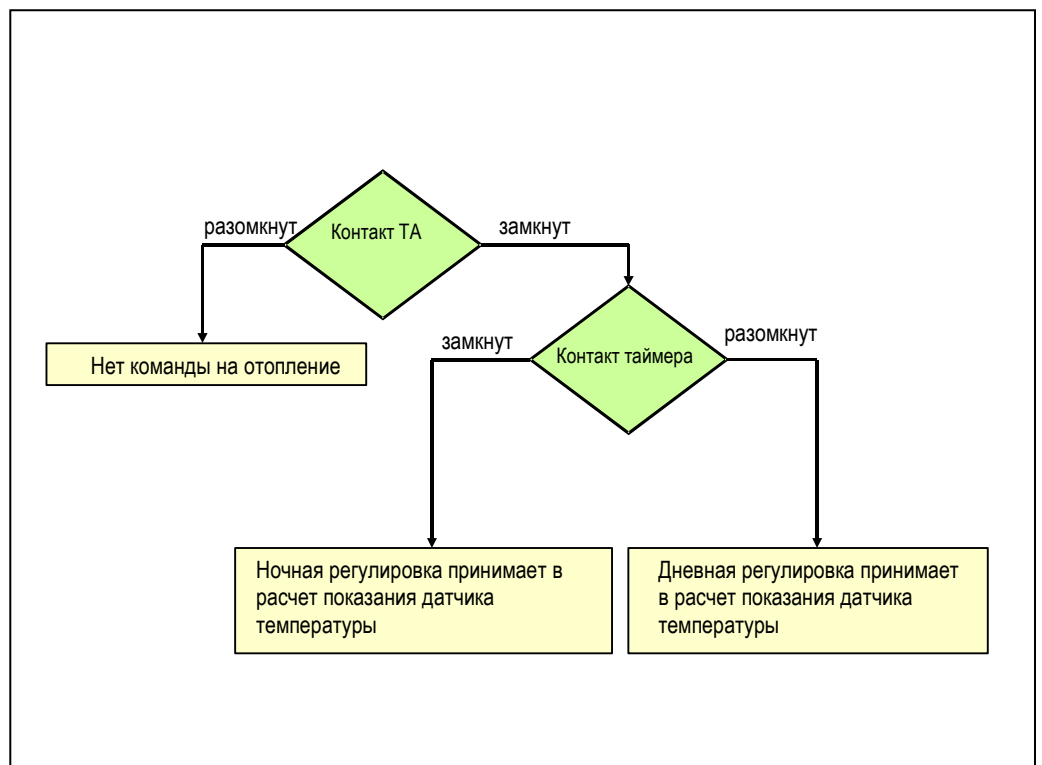 разомкнут
Контакт ТА
замкнут
замкнут
Контакт таймера
разомкнут
Нет команды на отопление
Ночная регулировка принимает в
расчет показания датчика
температуры
Дневная регулировка принимает
в расчет показания датчика
температуры